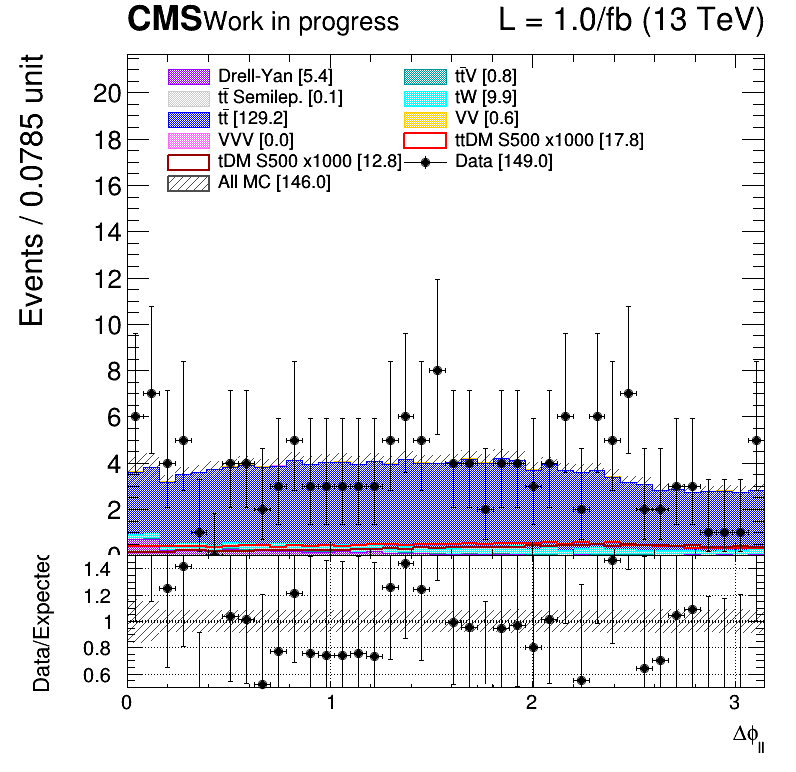 CMS Work in progress L = 1.0/fb (13 TeV)
Events / 0.0785 unit
Drell-Yan [5.4] tt̄V [0.8]
tt̄ Semilep. [0.1] tW [9.9]
tt̄ [129.2] VV [0.6]
VVV [0.0] ttDM S500 x1000 [17.8]
tDM S500 x1000 [12.8] Data [149.0]
All MC [146.0]
20
18
16
14
12
10
8
6
4
2
0
Data/Expected
1.4
1.2
1
0.8
0.6
0 1 2 3
Δϕ_ll